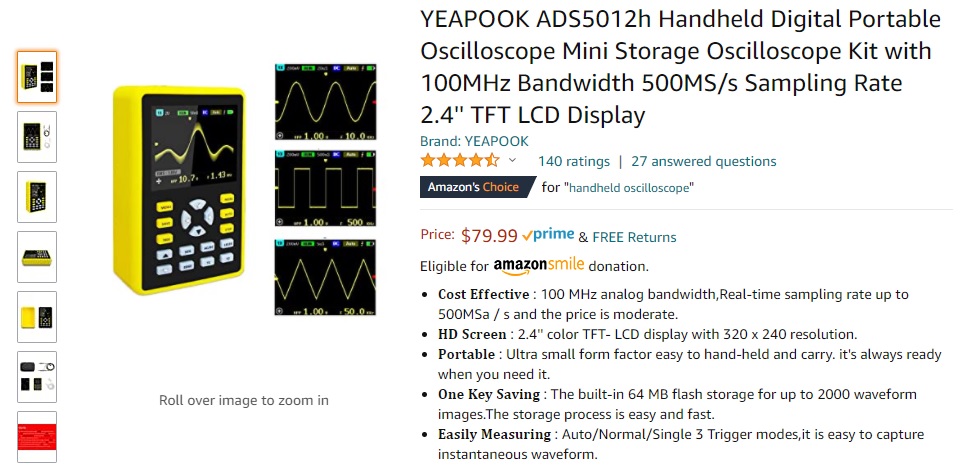 YEAPOOK ADS5012h Handheld Digital Portable
Oscilloscope Mini Storage Oscilloscope Kit with
100MHz Bandwidth 500MS/s Sampling Rate
2.4'' TFT LCD Display
Brand: YEAPOOK
140 ratings | 27 answered questions
Amazon's Choice for "handheld oscilloscope"
Price: $79.99 prime & FREE Returns
Eligible for amazonsmile donation.
• Cost Effective : 100 MHz analog bandwidth,Real-time sampling rate up to
500MSa / s and the price is moderate.
• HD Screen : 2.4'' color TFT- LCD display with 320 x 240 resolution.
• Portable : Ultra small form factor easy to hand-held and carry. it's always ready
when you need it.
• One Key Saving : The built-in 64 MB flash storage for up to 2000 waveform
images.The storage process is easy and fast.
• Easily Measuring : Auto/Normal/Single 3 Trigger modes,it is easy to capture
instantaneous waveform.
10.7
1.43
1.00 10.0
1.00 500
1.00 50.0
Roll over image to zoom in